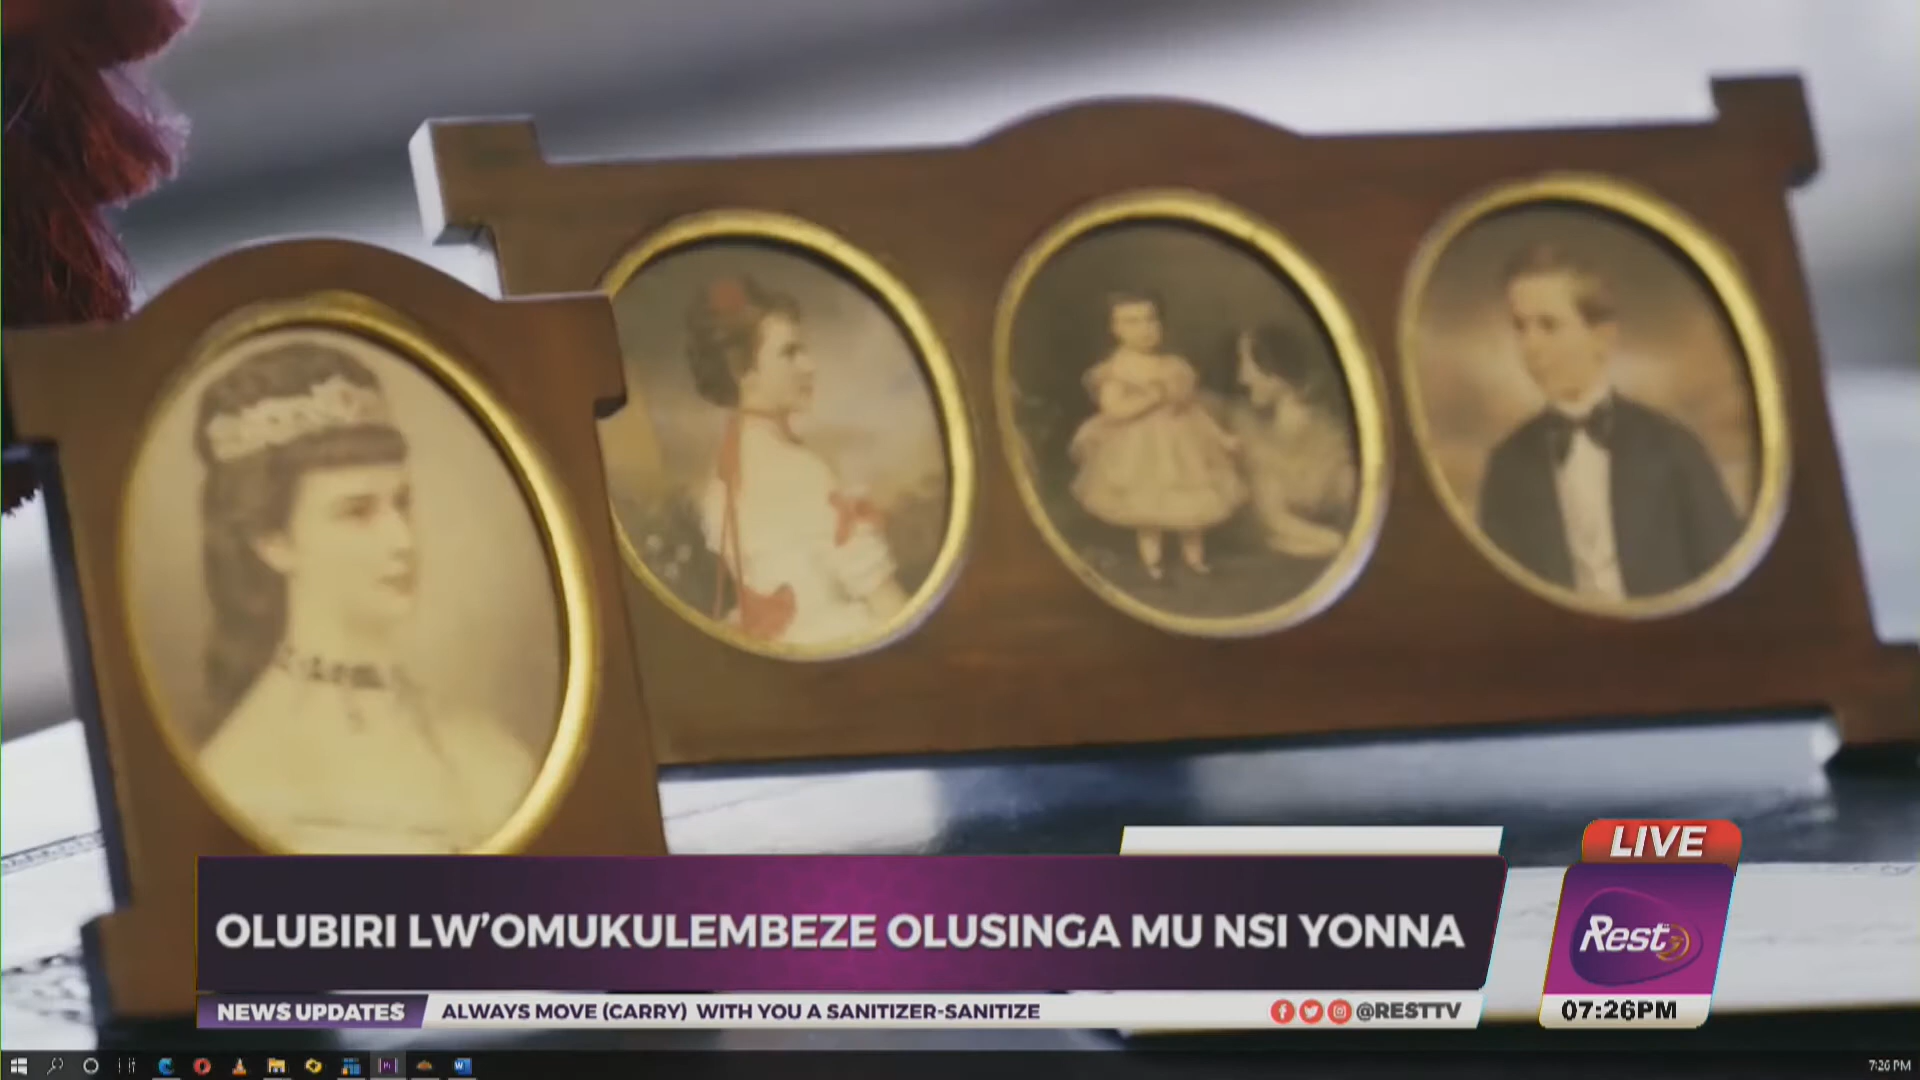 LIVE
OLUBIRI LW'OMUKULEMBEZE OLUSINGA MU NSI YONNA
Rest
NEWS UPDATES
ALWAYS MOVE (CARRY) WITH YOU A SANITIZER-SANITIZE
@RESTTV
07:26PM
7:26 PM